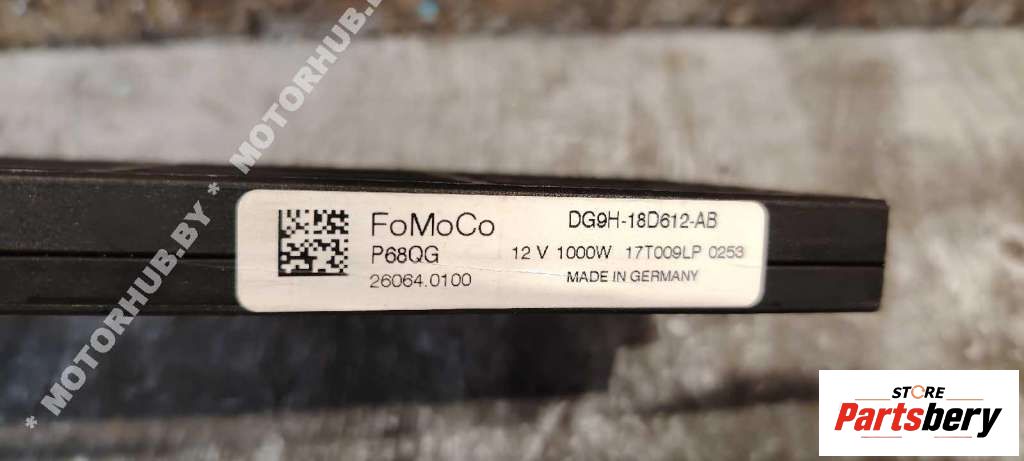 * MOTORHUB.BY * MOTORHUB.BY
FoMoCo
DG9H-18D612-AB
P68QG
12 V 1000W 17T009LP 0253
26064.0100
MADE IN GERMANY
STORE
Partsbery